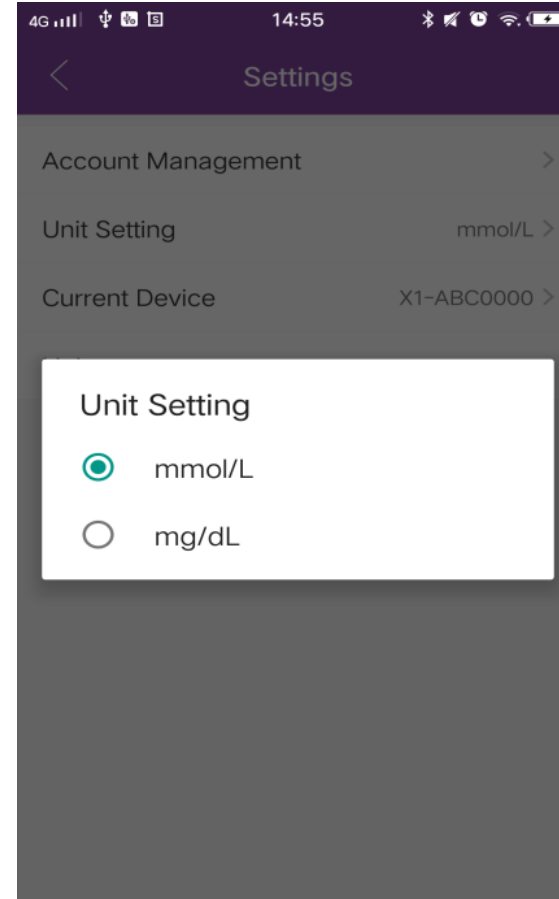 4G 14:55
Settings
Account Management
Unit Setting mmol/L
Current Device X1-ABC0000
Unit Setting
mmol/L
mg/dL